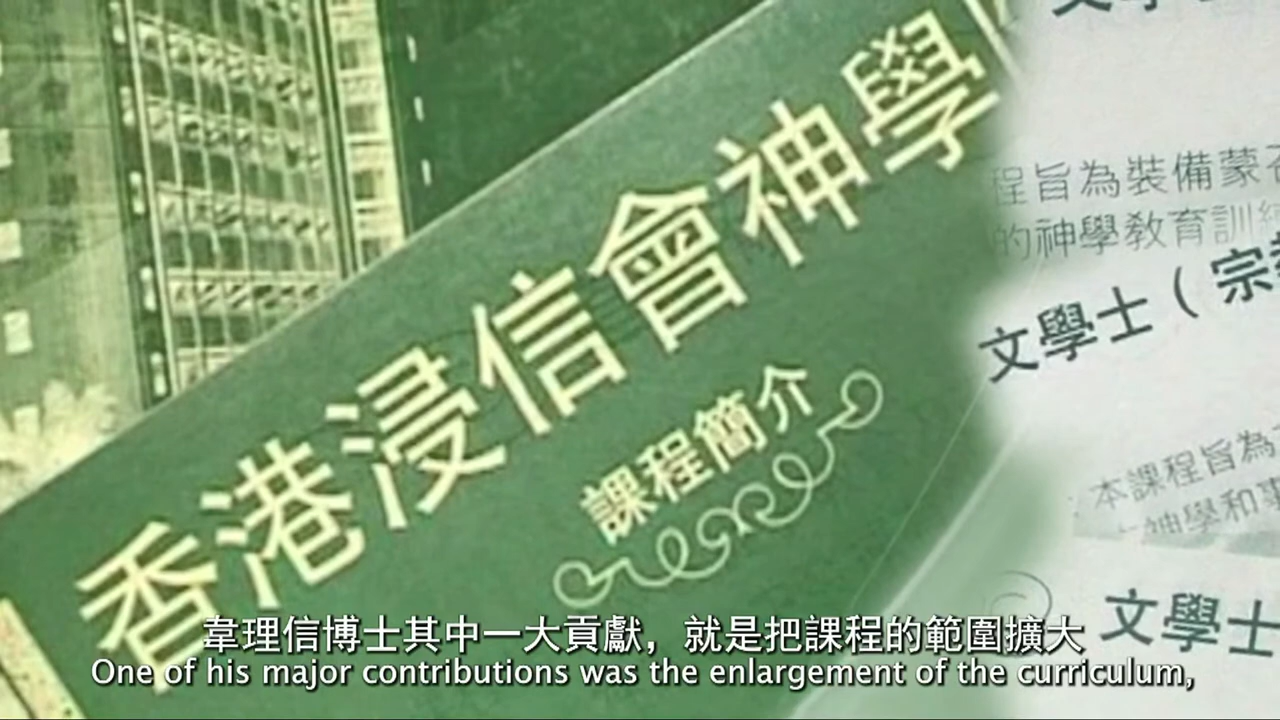 香港浸信會神學
課程簡介
程旨為裝備蒙
的神學教育訓
文學士（宗
本課程旨為
神學和
文學士
韋理信博士其中一大貢獻，就是把課程的範圍擴大
One of his major contributions was the enlargement of the curriculum,